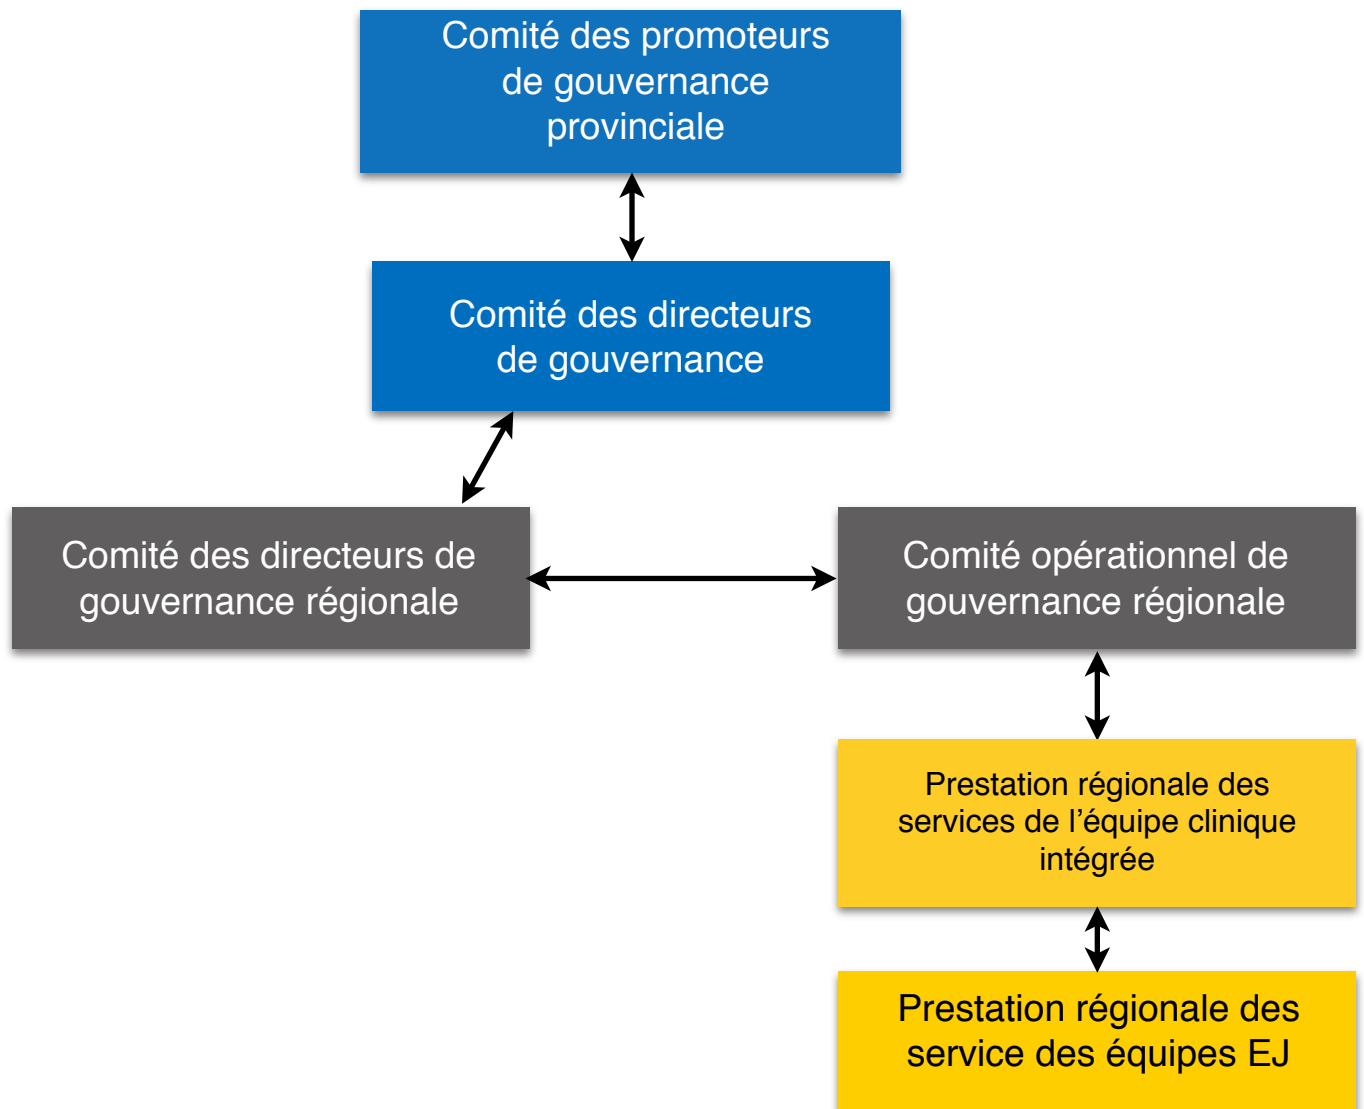 Comité des promoteurs
de gouvernance
provinciale
Comité des directeurs
de gouvernance
Comité des directeurs de
gouvernance régionale
Comité opérationnel de
gouvernance régionale
Prestation régionale des
services de l’équipe clinique
intégrée
Prestation régionale des
service des équipes EJ